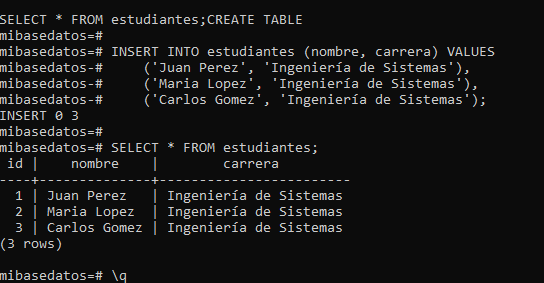 SELECT * FROM estudiantes;CREATE TABLE
mibasedatos=#
mibasedatos=# INSERT INTO estudiantes (nombre, carrera) VALUES
mibasedatos-#     ('Juan Perez', 'Ingeniería de Sistemas'),
mibasedatos-#     ('Maria Lopez', 'Ingeniería de Sistemas'),
mibasedatos-#     ('Carlos Gomez', 'Ingeniería de Sistemas');
INSERT 0 3
mibasedatos=#
mibasedatos=# SELECT * FROM estudiantes;
 id |    nombre    |        carrera
----+--------------+------------------------
  1 | Juan Perez   | Ingeniería de Sistemas
  2 | Maria Lopez  | Ingeniería de Sistemas
  3 | Carlos Gomez | Ingeniería de Sistemas
(3 rows)
mibasedatos=# \q